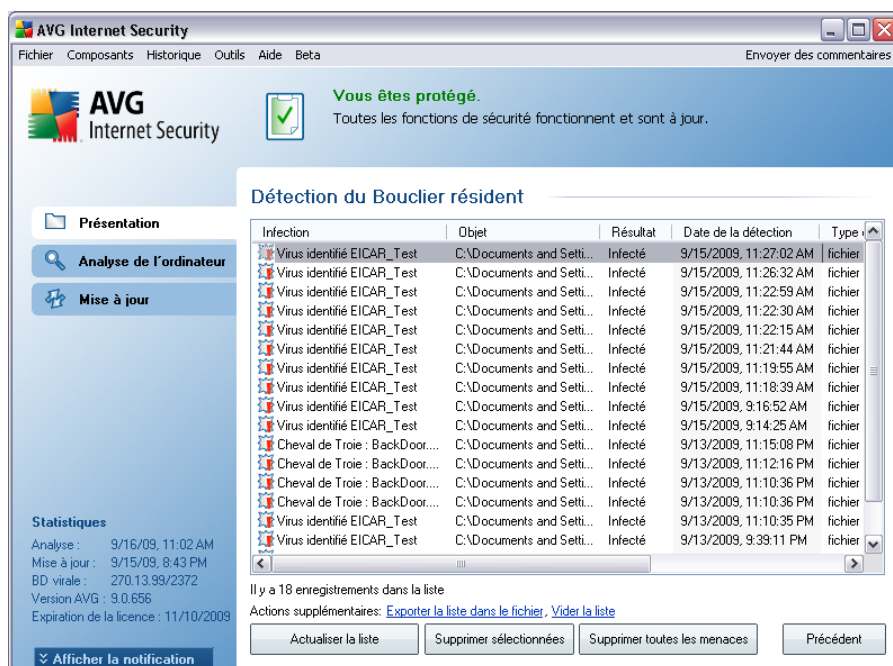 AVG Internet Security
Fichier Composants Historique Outils Aide Beta Envoyer des commentaires
AVG
Internet Security
Vous êtes protégé.
Toutes les fonctions de sécurité fonctionnent et sont à jour.
Présentation
Analyse de l'ordinateur
Mise à jour
Détection du Bouclier résident
Infection Objet Résultat Date de la détection Type
Virus identifié EICAR_Test C:\Documents and Setti... Infecté 9/15/2009, 11:27:02 AM fichier
Virus identifié EICAR_Test C:\Documents and Setti... Infecté 9/15/2009, 11:26:32 AM fichier
Virus identifié EICAR_Test C:\Documents and Setti... Infecté 9/15/2009, 11:22:59 AM fichier
Virus identifié EICAR_Test C:\Documents and Setti... Infecté 9/15/2009, 11:22:30 AM fichier
Virus identifié EICAR_Test C:\Documents and Setti... Infecté 9/15/2009, 11:22:15 AM fichier
Virus identifié EICAR_Test C:\Documents and Setti... Infecté 9/15/2009, 11:21:44 AM fichier
Virus identifié EICAR_Test C:\Documents and Setti... Infecté 9/15/2009, 11:19:55 AM fichier
Virus identifié EICAR_Test C:\Documents and Setti... Infecté 9/15/2009, 11:18:39 AM fichier
Virus identifié EICAR_Test C:\Documents and Setti... Infecté 9/15/2009, 9:16:52 AM fichier
Virus identifié EICAR_Test C:\Documents and Setti... Infecté 9/15/2009, 9:14:25 AM fichier
Cheval de Troie : BackDoor.... C:\Documents and Setti... Infecté 9/13/2009, 11:15:08 PM fichier
Cheval de Troie : BackDoor.... C:\Documents and Setti... Infecté 9/13/2009, 11:12:16 PM fichier
Cheval de Troie : BackDoor.... C:\Documents and Setti... Infecté 9/13/2009, 11:10:36 PM fichier
Cheval de Troie : BackDoor.... C:\Documents and Setti... Infecté 9/13/2009, 11:10:36 PM fichier
Virus identifié EICAR_Test C:\Documents and Setti... Infecté 9/13/2009, 11:10:35 PM fichier
Virus identifié EICAR_Test C:\Documents and Setti... Infecté 9/13/2009, 9:39:11 PM fichier
Il y a 18 enregistrements dans la liste
Actions supplémentaires: Exporter la liste dans le fichier, Vider la liste
Actualiser la liste Supprimer sélectionnées Supprimer toutes les menaces Précédent
Statistiques
Analyse : 9/16/09, 11:02 AM
Mise à jour : 9/15/09, 8:43 PM
BD virale : 270.13.99/2372
Version AVG : 9.0.656
Expiration de la licence : 11/10/2009
Afficher la notification